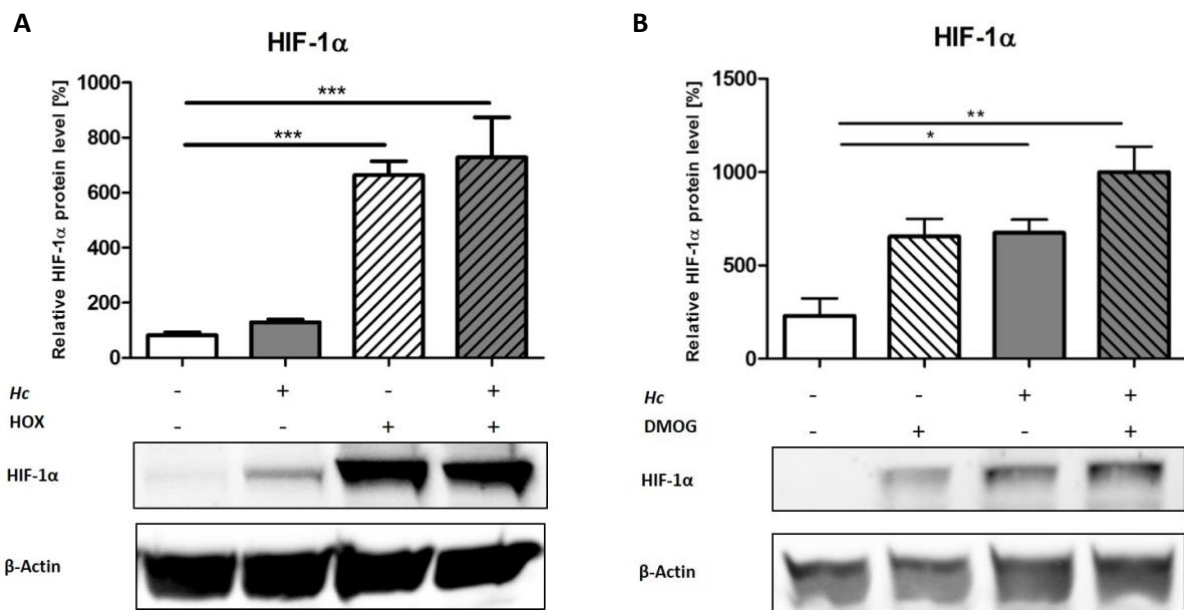 A
HIF-1α
Relative HIF-1α protein level [%]
1000
800
600
400
200
0
***
***
Hc - + - +
HOX - - + +
HIF-1α
β-Actin
B
HIF-1α
Relative HIF-1α protein level [%]
1500
1000
500
0
**
*
Hc - - + +
DMOG - + - +
HIF-1α
β-Actin